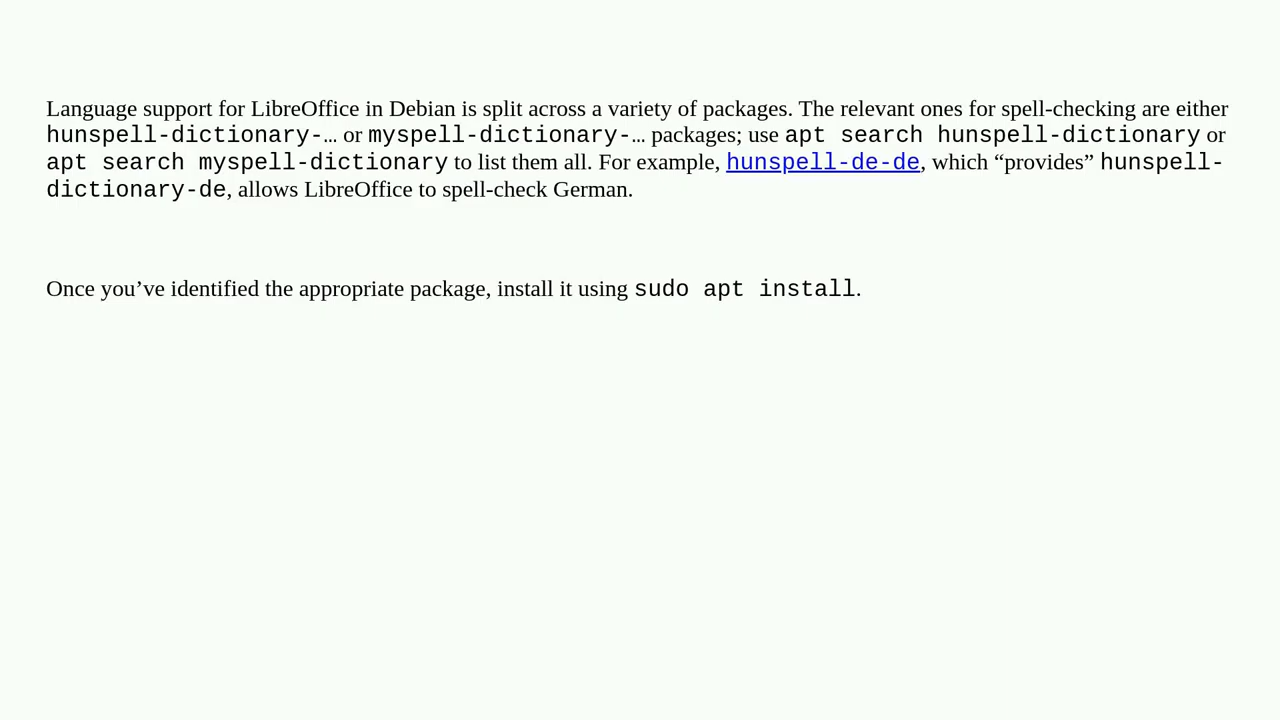 Language support for LibreOffice in Debian is split across a variety of packages. The relevant ones for spell-checking are either
hunspell-dictionary-… or myspell-dictionary-… packages; use apt search hunspell-dictionary or
apt search myspell-dictionary to list them all. For example, hunspell-de-de, which “provides” hunspell-
dictionary-de, allows LibreOffice to spell-check German.
Once you’ve identified the appropriate package, install it using sudo apt install.